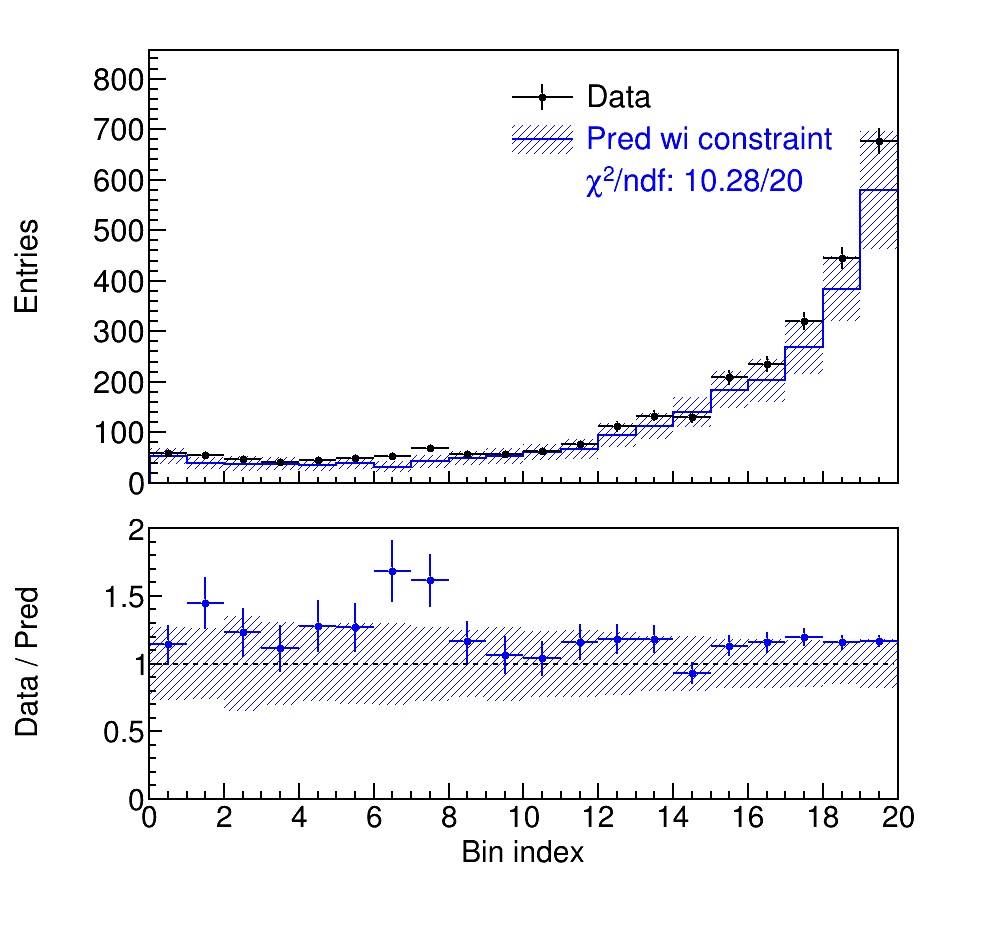 Entries
800
700
600
500
400
300
200
100
0
Data
Pred wi constraint
χ²/ndf: 10.28/20
Data / Pred
2
1.5
1
0.5
0
0 2 4 6 8 10 12 14 16 18 20
Bin index